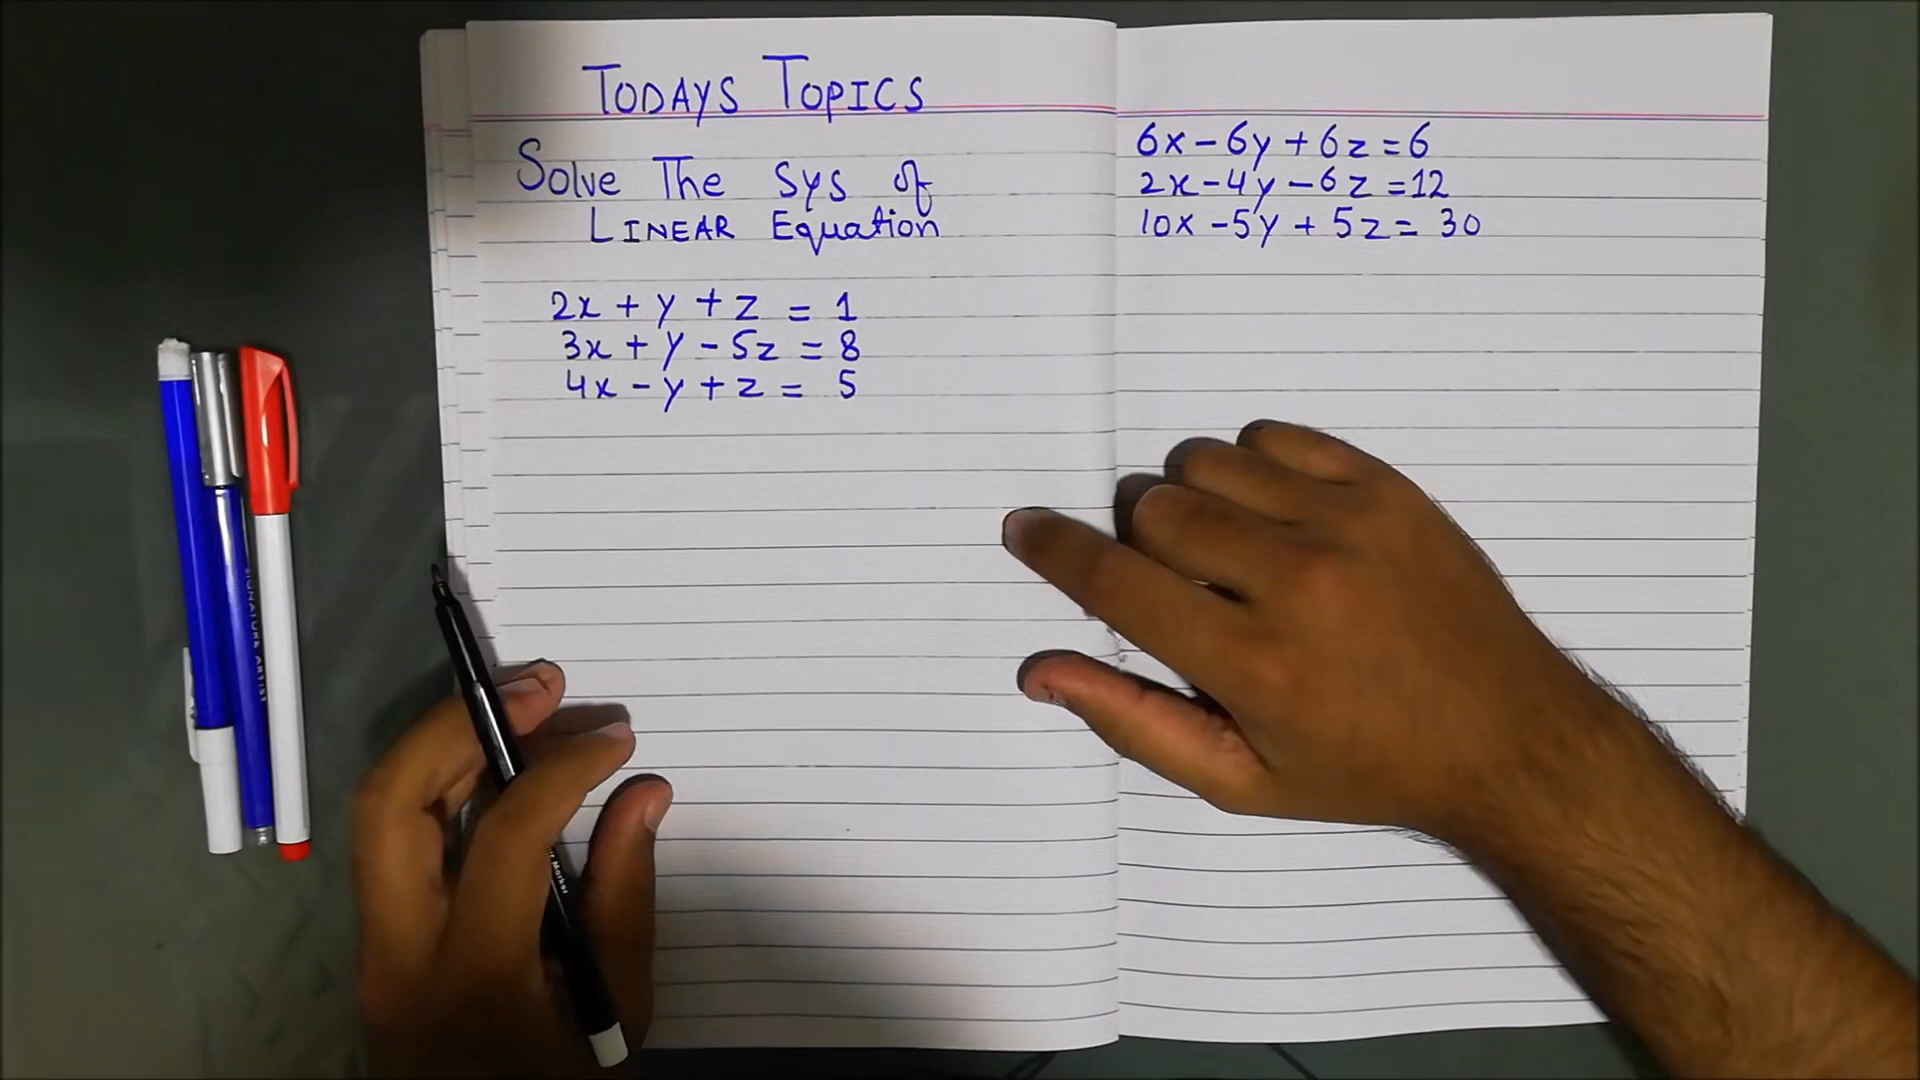 TODAYS TOPICS
Solve The Sys of
LINEAR Equation
2x + y + z = 1
3x + y - 5z = 8
4x - y + z = 5
6x - 6y + 6z = 6
2x - 4y - 6z = 12
10x - 5y + 5z = 30